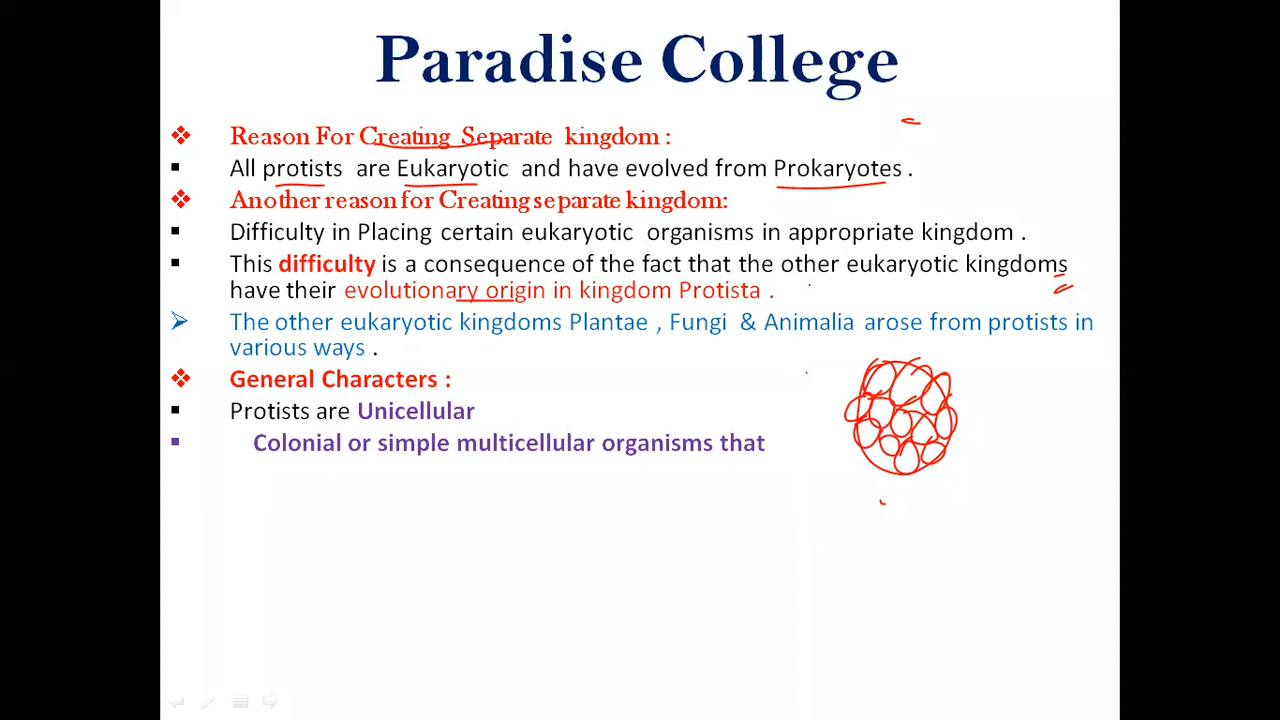 Paradise College
Reason For Creating Separate kingdom :
All protists are Eukaryotic and have evolved from Prokaryotes .
Another reason for Creating separate kingdom:
Difficulty in Placing certain eukaryotic organisms in appropriate kingdom .
This difficulty is a consequence of the fact that the other eukaryotic kingdoms
have their evolutionary origin in kingdom Protista .
The other eukaryotic kingdoms Plantae , Fungi & Animalia arose from protists in
various ways .
General Characters :
Protists are Unicellular
Colonial or simple multicellular organisms that